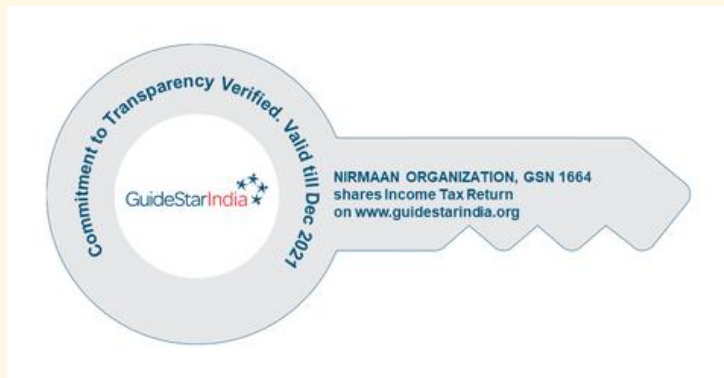 Commitment to Transparency Verified. Valid till Dec 2021
GuideStarIndia
NIRMAAN ORGANIZATION, GSN 1664
shares Income Tax Return
on www.guidestarindia.org